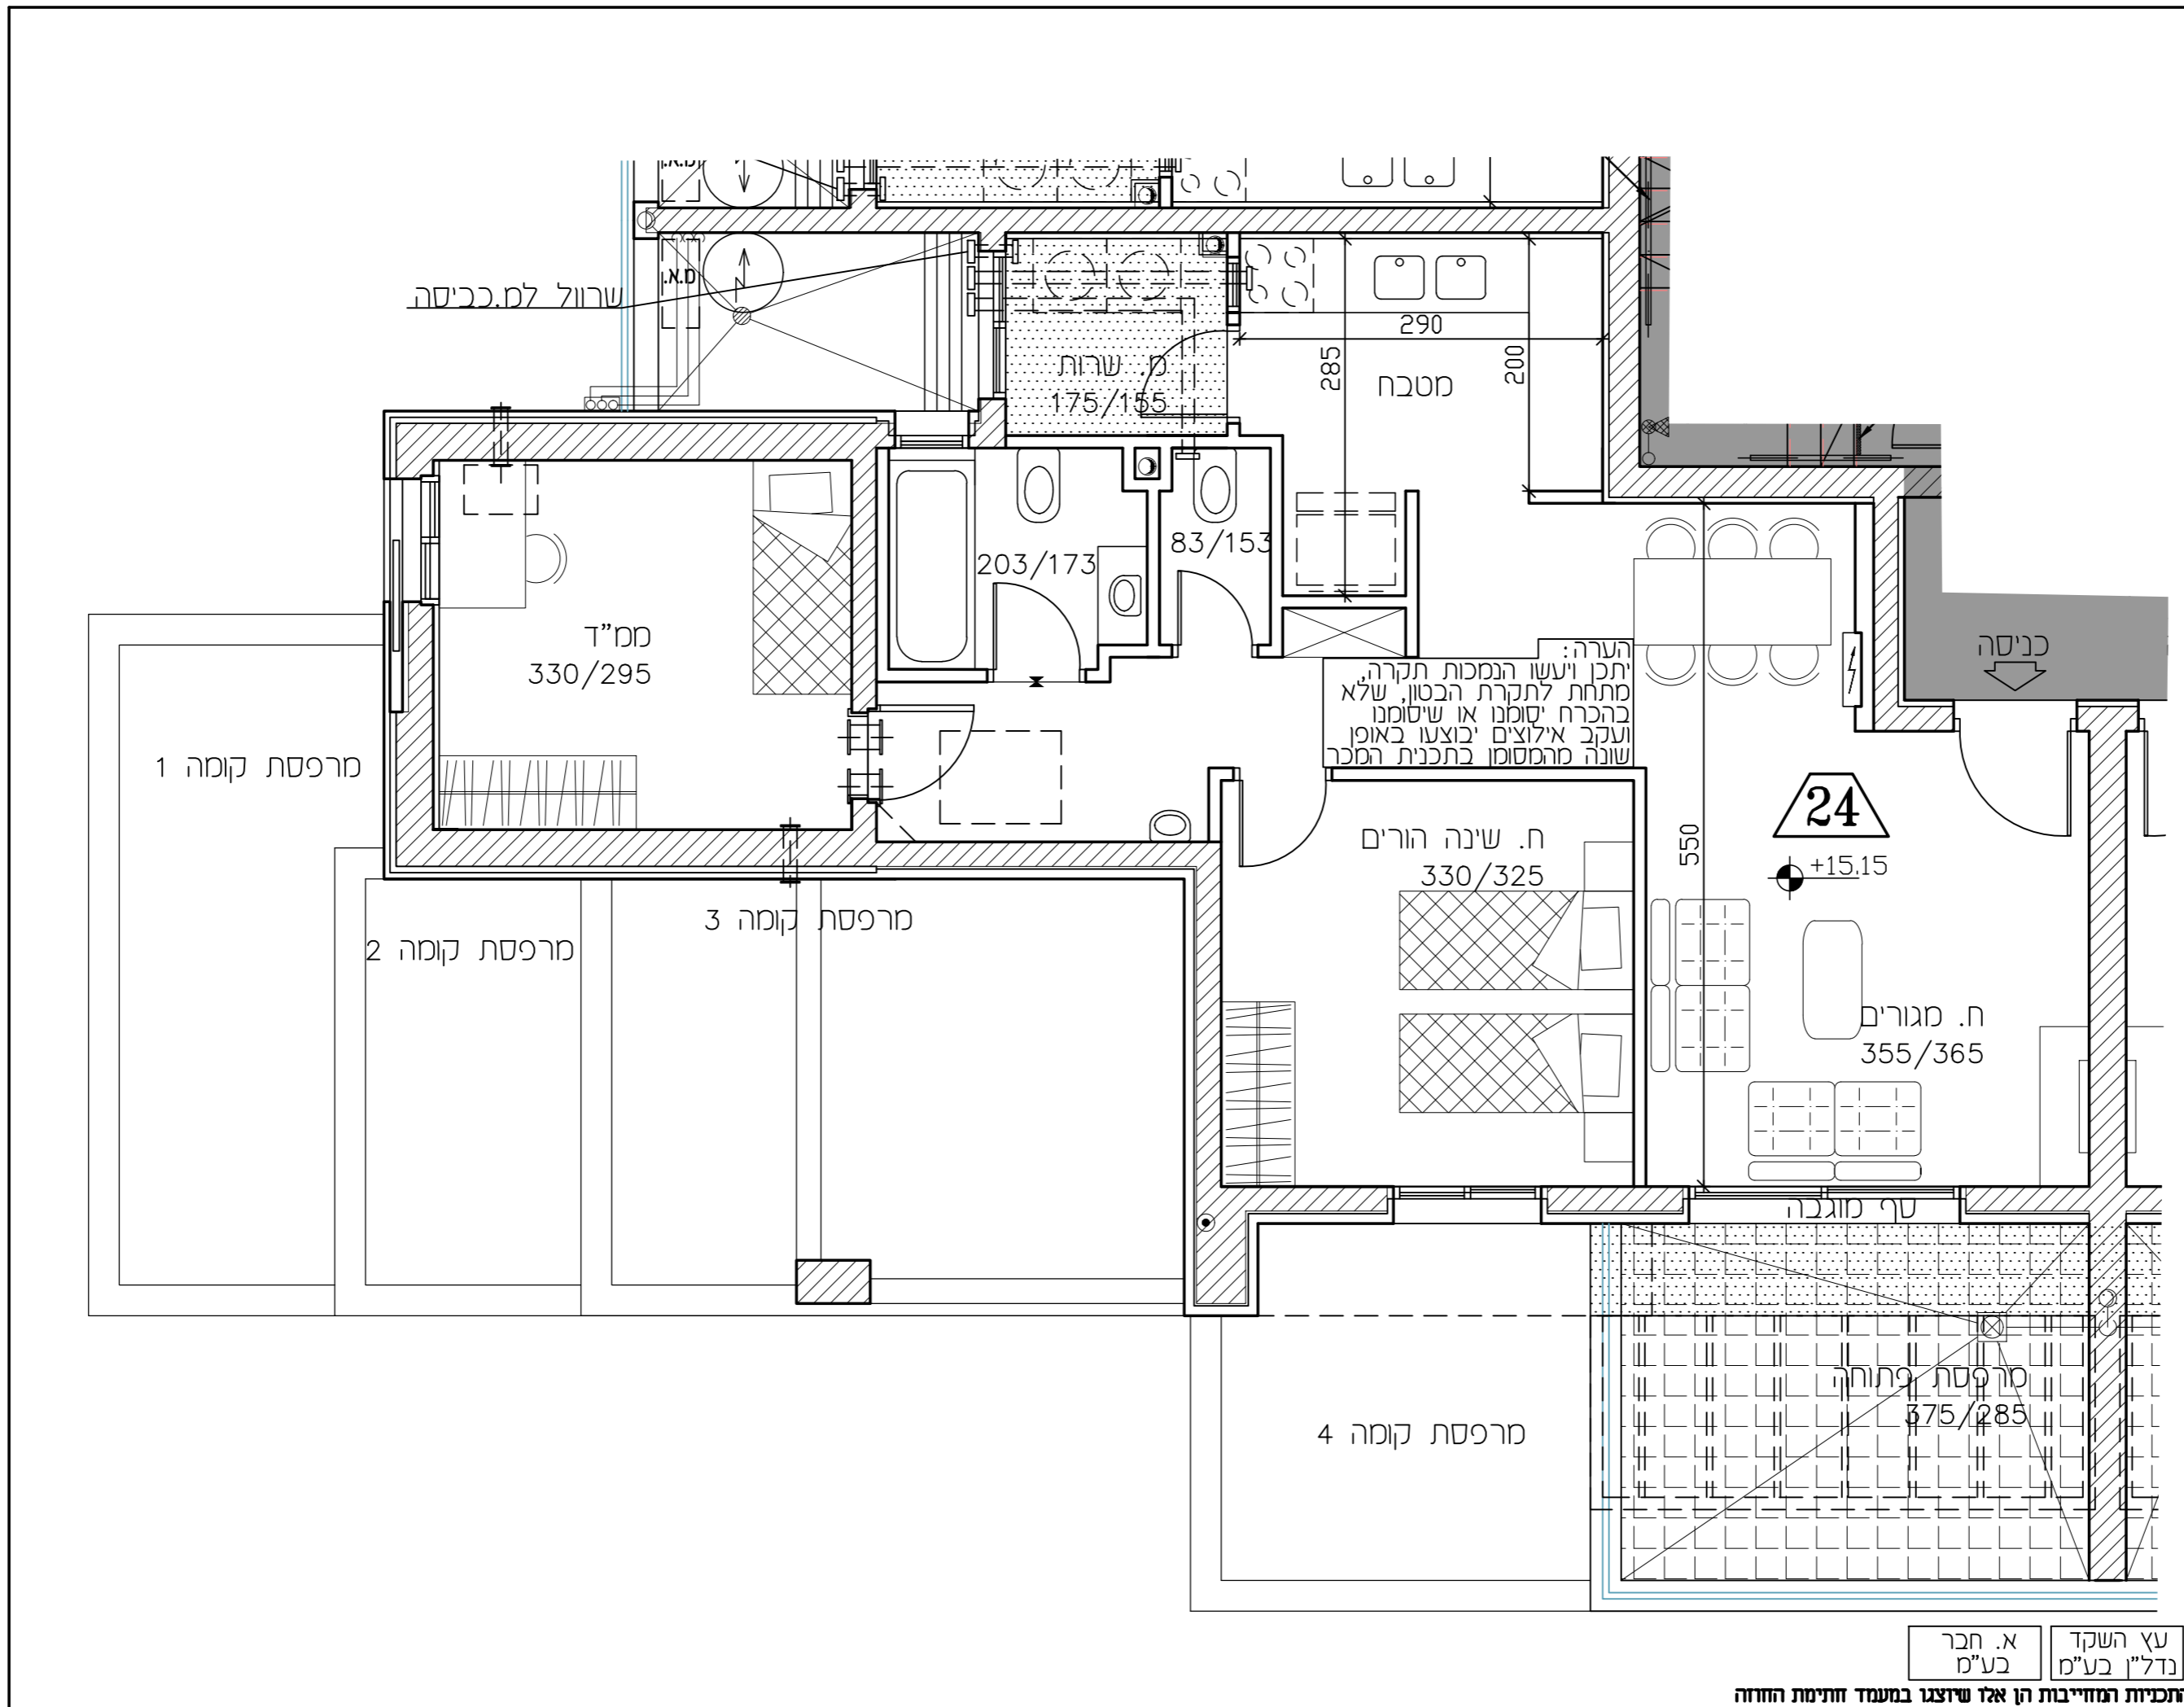 מ.א.
שרוול למ.כביסה
מ.א.
מ. שרות
175/155
290
285
200
מטבח
203/173
83/153
ממ"ד
330/295
הערה:
יתכן ויעשו הנמכות תקרה,
מתחת לתקרת הבטון, שלא
בהכרח יסומנו או שיסומנו
ועקב אילוצים יבוצעו באופן
שונה מהמסומן בתכנית המכר
כניסה
24
+15.15
550
מרפסת קומה 1
ח. שינה הורים
330/325
מרפסת קומה 3
מרפסת קומה 2
ח. מגורים
355/365
סף מוגבה
מרפסת פתוחה
375/285
מרפסת קומה 4
עץ השקד
נדל"ן בע"מ
א. חבר
בע"מ
התכניות המחייבות הן אלו שיוצגו במעמד חתימת החוזה